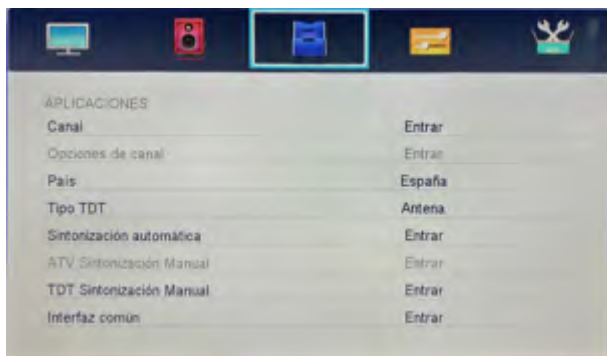 APLICACIONES
Canal Entrar
Opciones de canal Entrar
País España
Tipo TDT Antena
Sintonización automática Entrar
ATV Sintonización Manual Entrar
TDT Sintonización Manual Entrar
Interfaz común Entrar